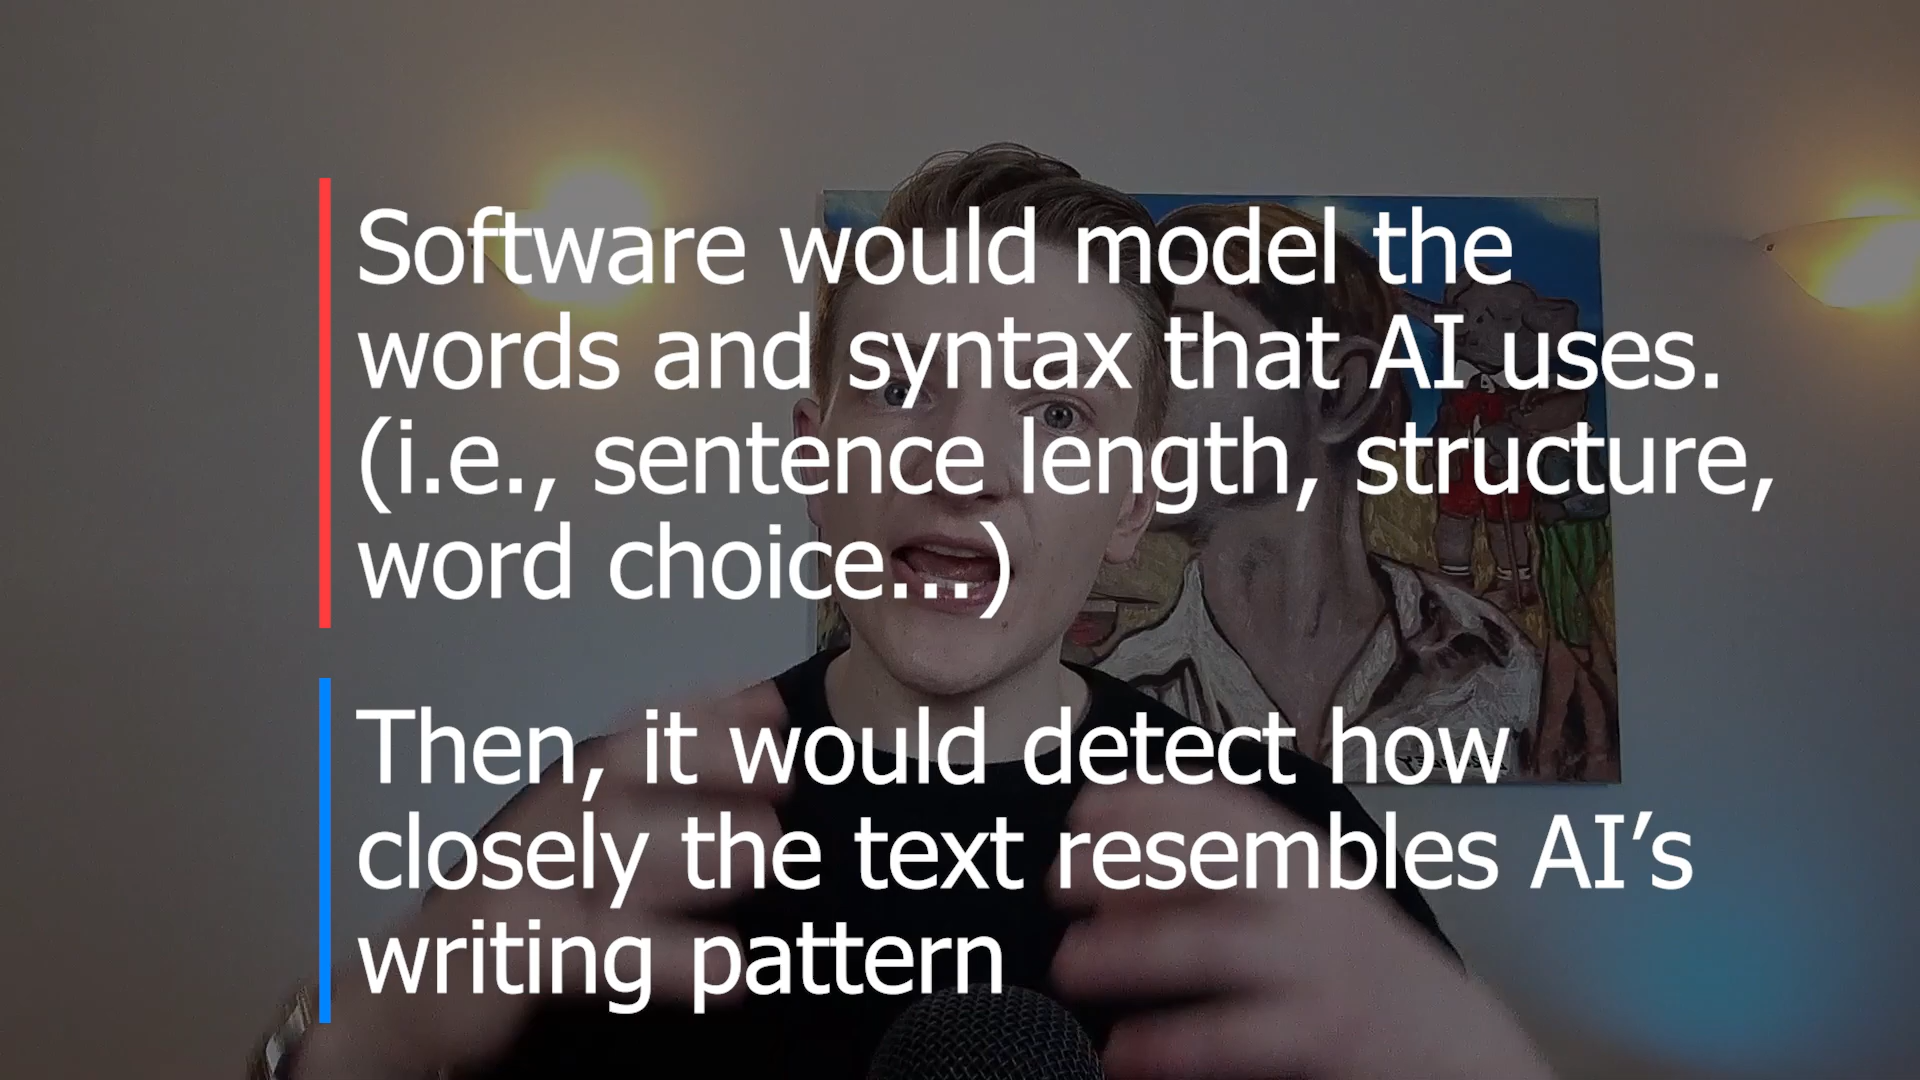 Software would model the
words and syntax that AI uses.
(i.e., sentence length, structure,
word choice...)
Then, it would detect how
closely the text resembles AI’s
writing pattern